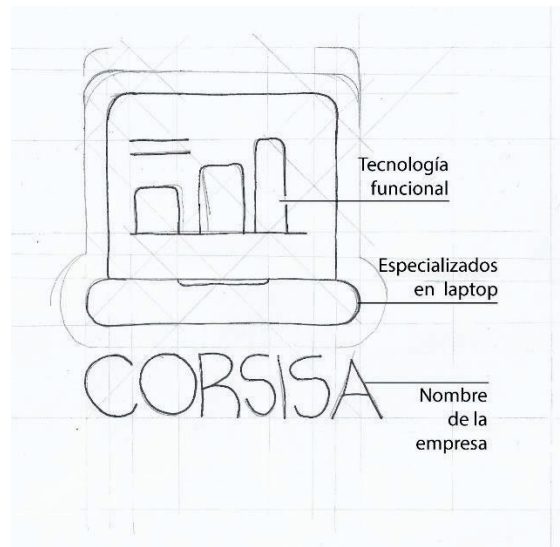 Tecnología
funcional
Especializados
en laptop
CORSISA
Nombre
de la
empresa